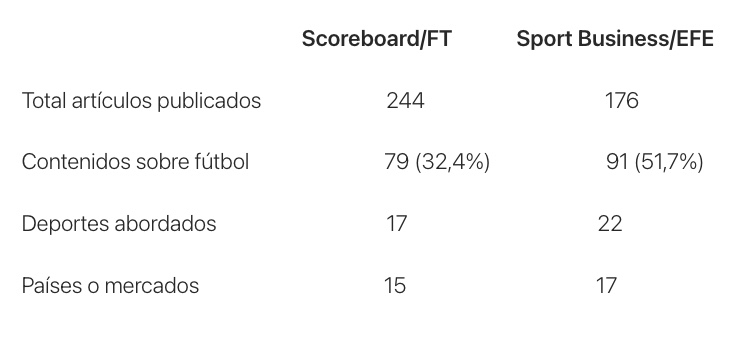 Scoreboard/FT Sport Business/EFE
Total artículos publicados 244 176
Contenidos sobre fútbol 79 (32,4%) 91 (51,7%)
Deportes abordados 17 22
Países o mercados 15 17